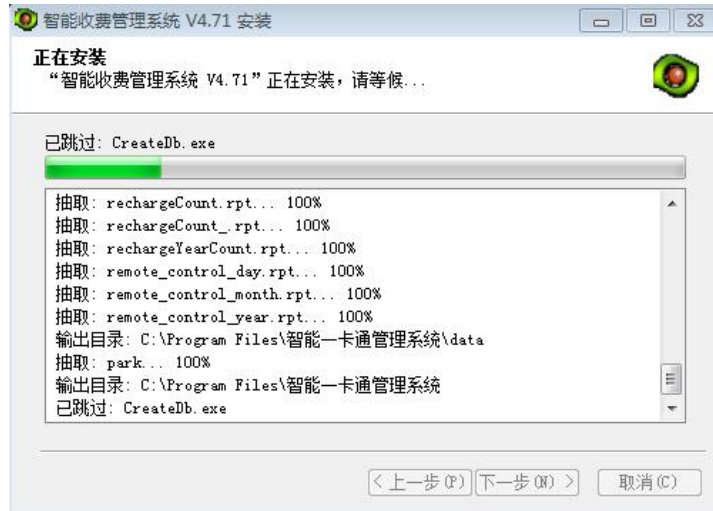 智能收费管理系统 V4.71 安装
正在安装
“智能收费管理系统 V4.71”正在安装，请等候...
已跳过: CreateDb.exe
抽取: rechargeCount.rpt... 100%
抽取: rechargeCount_.rpt... 100%
抽取: rechargeYearCount.rpt... 100%
抽取: remote_control_day.rpt... 100%
抽取: remote_control_month.rpt... 100%
抽取: remote_control_year.rpt... 100%
输出目录: C:\Program Files\智能一卡通管理系统\data
抽取: park... 100%
输出目录: C:\Program Files\智能一卡通管理系统
已跳过: CreateDb.exe
< 上一步(P) 下一步(N) > 取消(C)